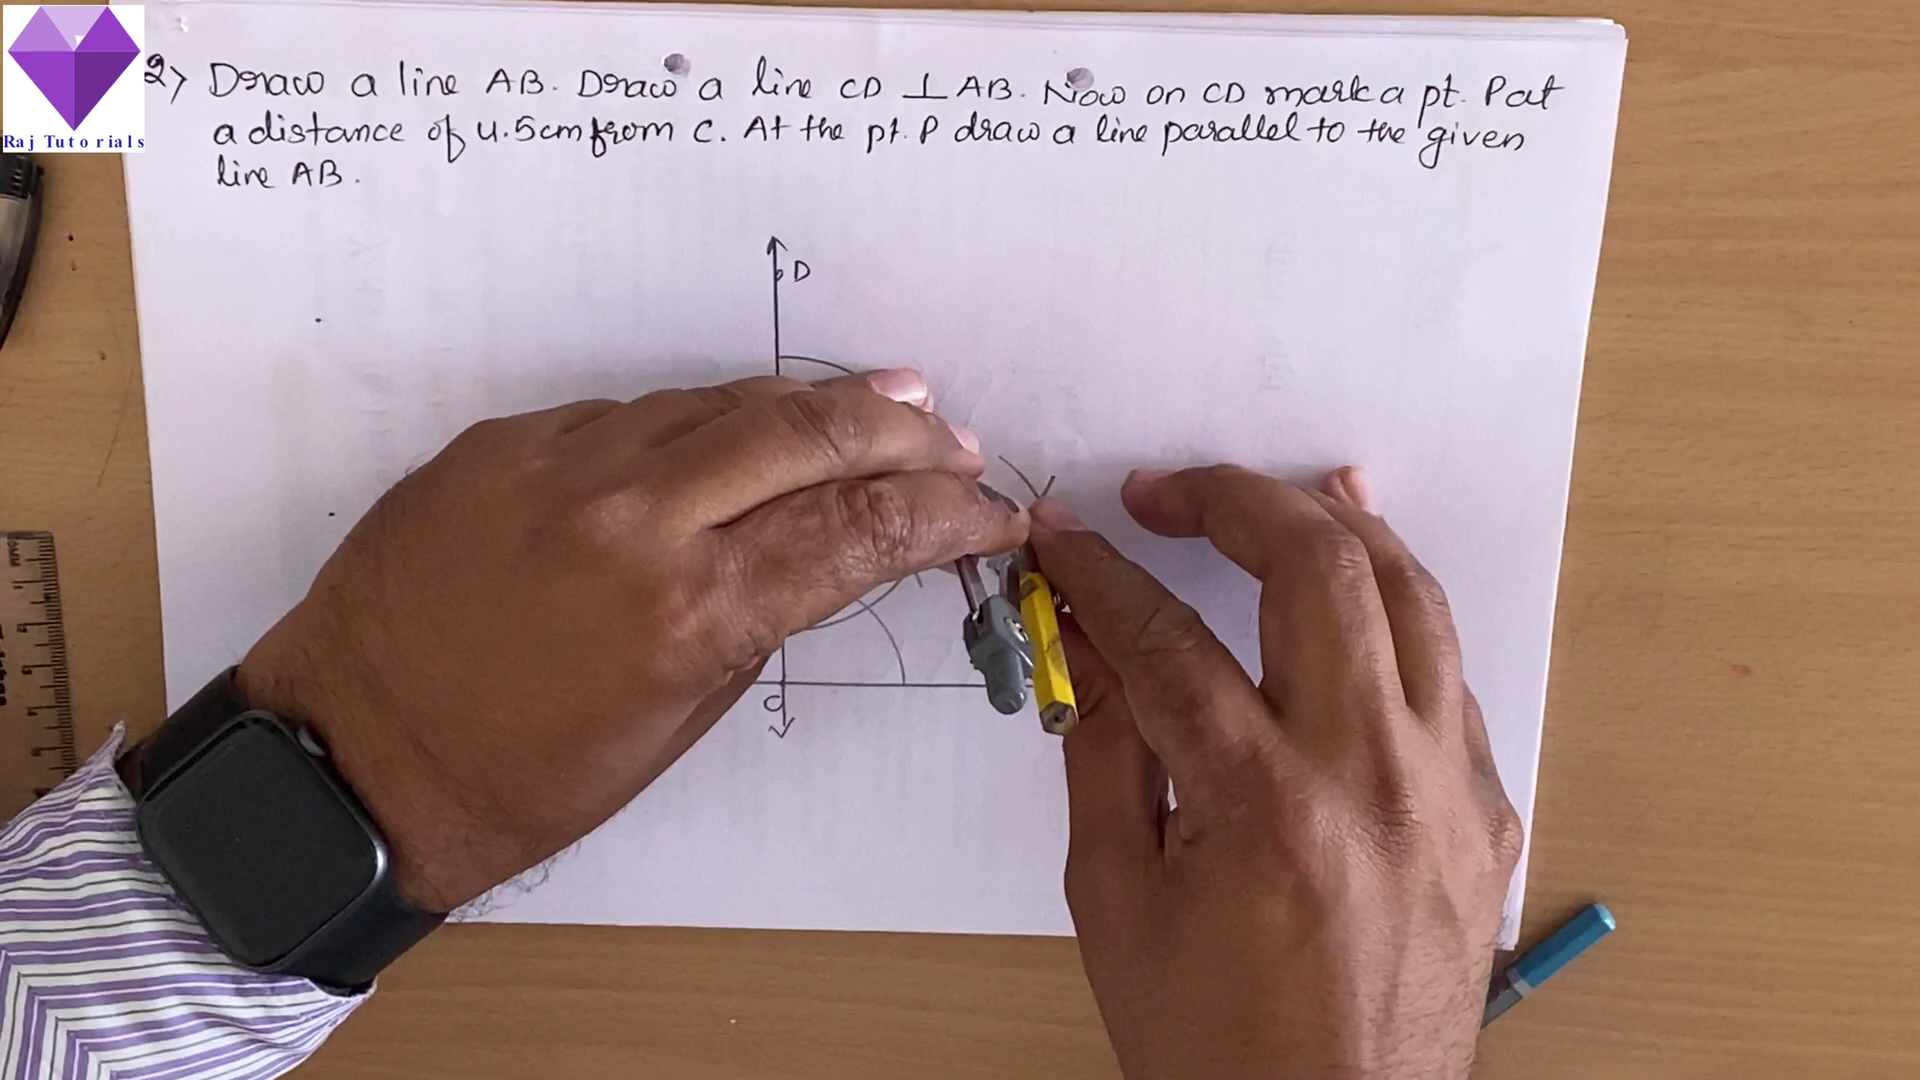 2) Draw a line AB. Draw a line CD ⊥ AB. Now on CD mark a pt. P at
a distance of 4.5cm from C. At the pt. P draw a line parallel to the given
line AB.
Raj Tutorials
D
C